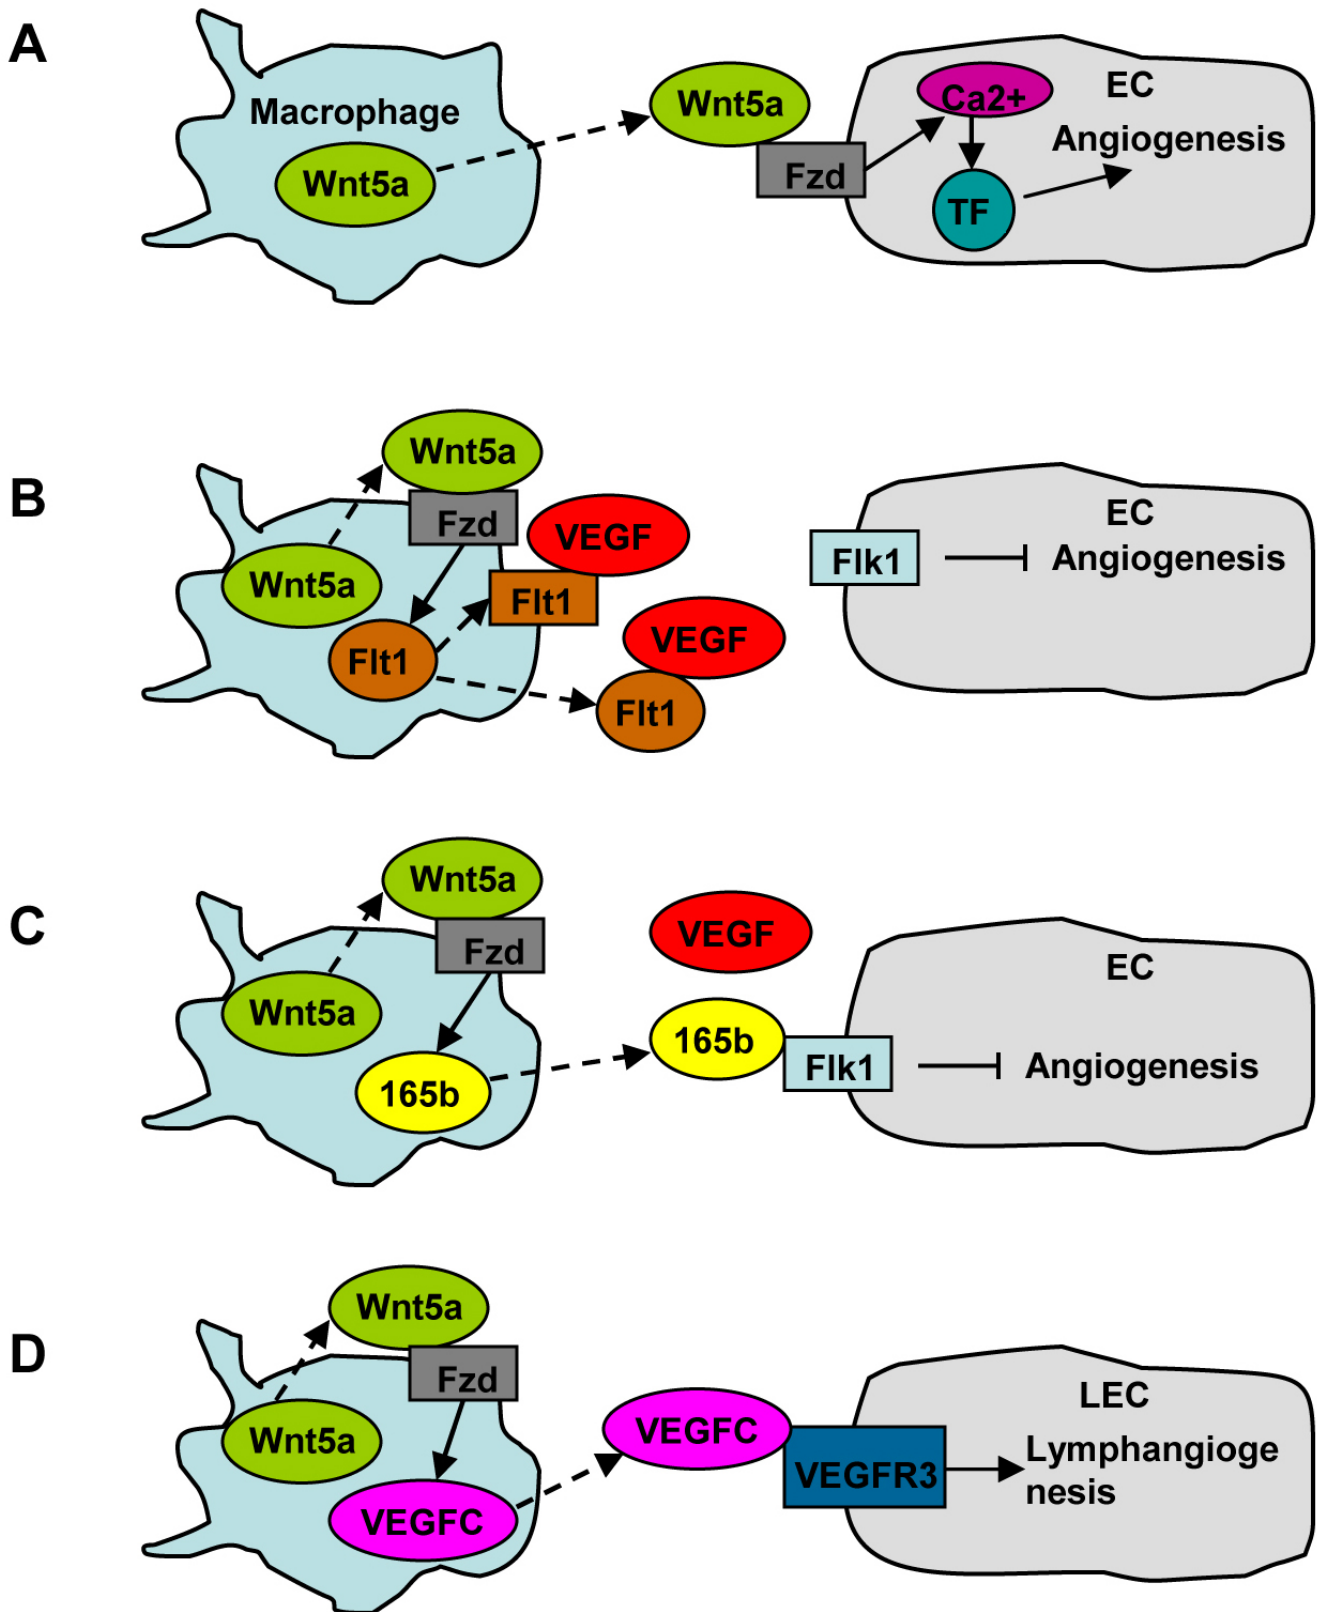 A
Macrophage
Wnt5a
Wnt5a
Fzd
Ca2+
TF
EC
Angiogenesis
B
Wnt5a
Fzd
Wnt5a
Flt1
VEGF
Flt1
VEGF
Flt1
EC
Flk1
Angiogenesis
C
Wnt5a
Fzd
Wnt5a
165b
VEGF
165b
Flk1
EC
Angiogenesis
D
Wnt5a
Fzd
Wnt5a
VEGFC
VEGFC
VEGFR3
LEC
Lymphangioge
nesis